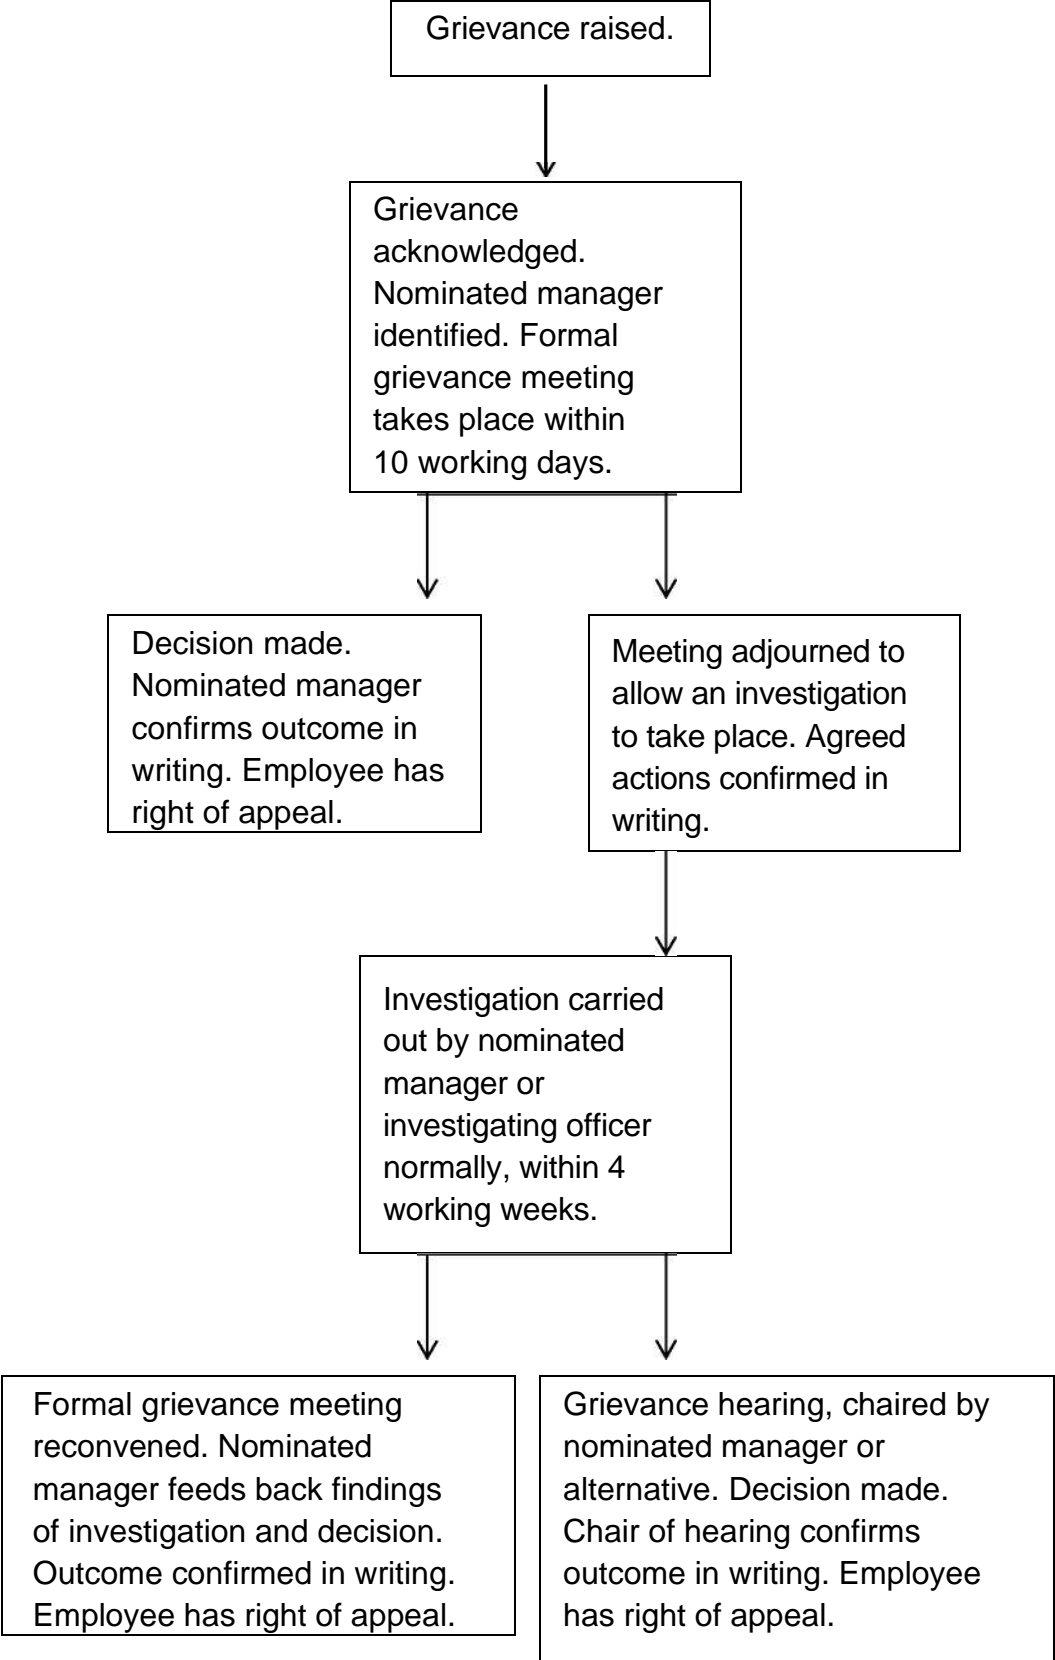 Grievance raised.
Grievance
acknowledged.
Nominated manager
identified. Formal
grievance meeting
takes place within
10 working days.
Decision made.
Nominated manager
confirms outcome in
writing. Employee has
right of appeal.
Meeting adjourned to
allow an investigation
to take place. Agreed
actions confirmed in
writing.
Investigation carried
out by nominated
manager or
investigating officer
normally, within 4
working weeks.
Formal grievance meeting
reconvened. Nominated
manager feeds back findings
of investigation and decision.
Outcome confirmed in writing.
Employee has right of appeal.
Grievance hearing, chaired by
nominated manager or
alternative. Decision made.
Chair of hearing confirms
outcome in writing. Employee
has right of appeal.